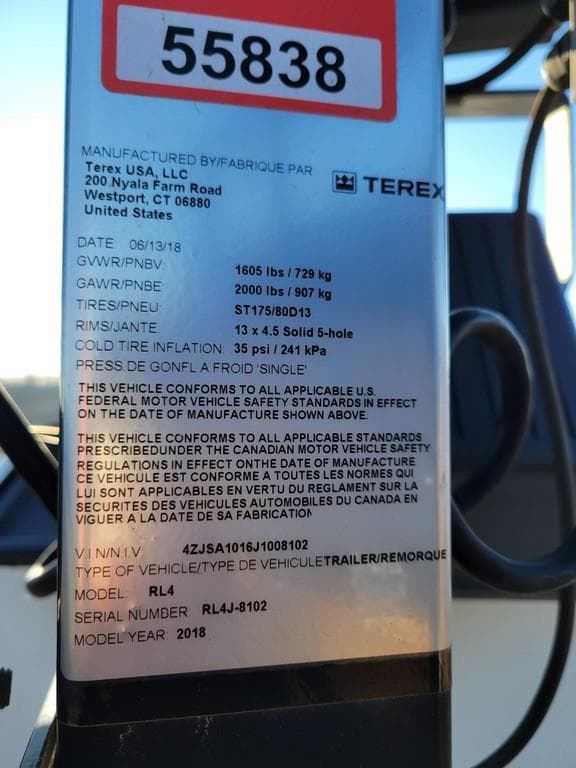 55838
MANUFACTURED BY/FABRIQUE PAR
Terex USA, LLC
200 Nyala Farm Road
Westport, CT 06880
United States
TEREX
DATE: 06/13/18
GVWR/PNBV: 1605 lbs / 729 kg
GAWR/PNBE: 2000 lbs / 907 kg
TIRES/PNEU: ST175/80D13
RIMS/JANTE 13 x 4.5 Solid 5-hole
COLD TIRE INFLATION: 35 psi / 241 kPa
PRESS.DE GONFL.A FROID 'SINGLE'
THIS VEHICLE CONFORMS TO ALL APPLICABLE U.S.
FEDERAL MOTOR VEHICLE SAFETY STANDARDS IN EFFECT
ON THE DATE OF MANUFACTURE SHOWN ABOVE.
THIS VEHICLE CONFORMS TO ALL APPLICABLE STANDARDS
PRESCRIBEDUNDER THE CANADIAN MOTOR VEHICLE SAFETY
REGULATIONS IN EFFECT ONTHE DATE OF MANUFACTURE
CE VEHICULE EST CONFORME A TOUTES LES NORMES QUI
LUI SONT APPLICABLES EN VERTU DU REGLAMENT SUR LA
SECURITES DES VEHICULES AUTOMOBILES DU CANADA EN
VIGUER A LA DATE DE SA FABRICATION
V.I.N/N.I.V: 4ZJSA1016J1008102
TYPE OF VEHICLE/TYPE DE VEHICULE TRAILER/REMORQUE
MODEL: RL4
SERIAL NUMBER: RL4J-8102
MODEL YEAR: 2018